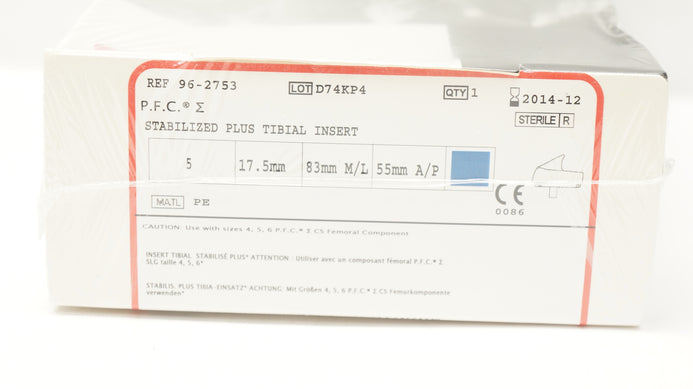 REF 96-2753 LOT D74KP4 QTY 1 2014-12
P.F.C.® Σ STERILE R
STABILIZED PLUS TIBIAL INSERT
5 17.5mm 83mm M/L 55mm A/P
MATL PE CE
0086
CAUTION: Use with sizes 4, 5, 6 P.F.C.* Σ CS Femoral Component
INSERT TIBIAL STABILISÉ PLUS* ATTENTION: Utiliser avec un composant fémoral P.F.C.* Σ
SLG taille 4, 5, 6*
STABILIS. PLUS TIBIA-EINSATZ* ACHTUNG: Mit Größen 4, 5, 6 P.F.C.* Σ CS Femurkomponente
verwenden*